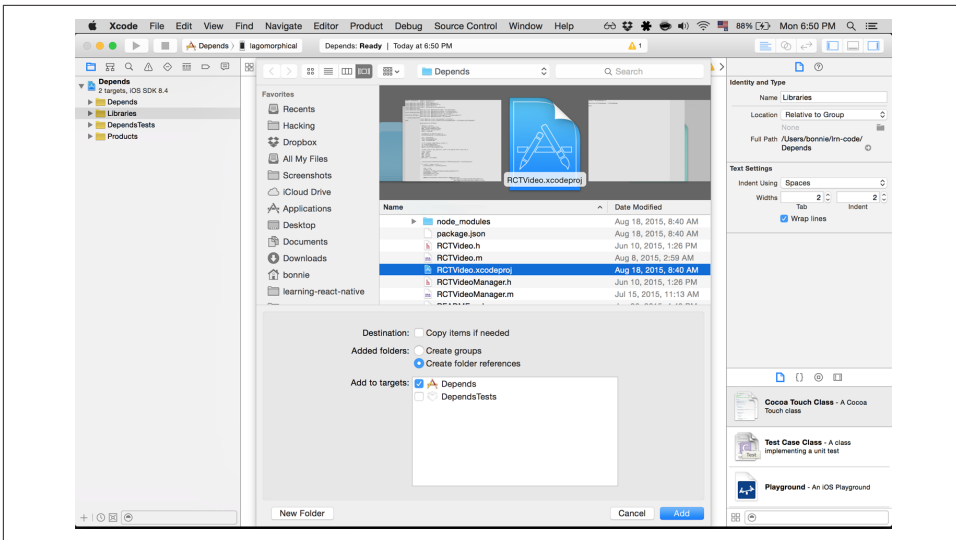 Xcode File Edit View Find Navigate Editor Product Debug Source Control Window Help 88% Mon 6:50 PM
Depends lagomorphical Depends: Ready | Today at 6:50 PM 1
Depends
2 targets, iOS SDK 8.4
Depends
Libraries
DependsTests
Products
Depends
Search
Favorites
Recents
Hacking
Dropbox
All My Files
Screenshots
iCloud Drive
Applications
Desktop
Documents
Downloads
bonnie
learning-react-native
RCTVideo.xcodeproj
Name Date Modified
node_modules Aug 18, 2015, 8:40 AM
package.json Aug 18, 2015, 8:40 AM
RCTVideo.h Jun 10, 2015, 1:26 PM
RCTVideo.m Aug 8, 2015, 2:59 AM
RCTVideo.xcodeproj Aug 18, 2015, 8:40 AM
RCTVideoManager.h Jun 10, 2015, 1:26 PM
RCTVideoManager.m Jul 15, 2015, 11:13 AM
Destination: Copy items if needed
Added folders: Create groups
Create folder references
Add to targets: Depends
DependsTests
New Folder Cancel Add
Identity and Type
Name Libraries
Location Relative to Group
None
Full Path /Users/bonnie/lrn-code/
Depends
Text Settings
Indent Using Spaces
Widths 2 2
Tab Indent
Wrap lines
Cocoa Touch Class - A Cocoa
Touch class
Test Case Class - A class
implementing a unit test
Test
Playground - An iOS Playground